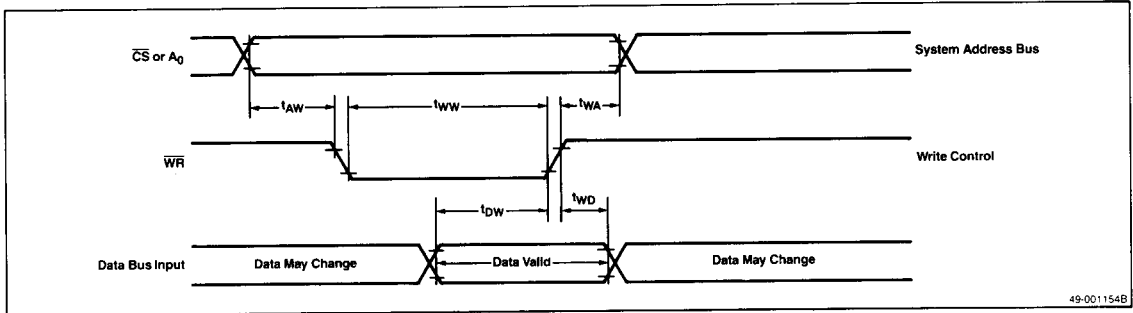 CS or A0
System Address Bus
tAW
tWW
tWA
WR
Write Control
tDW
tWD
Data Bus Input
Data May Change
Data Valid
Data May Change
49-001154B